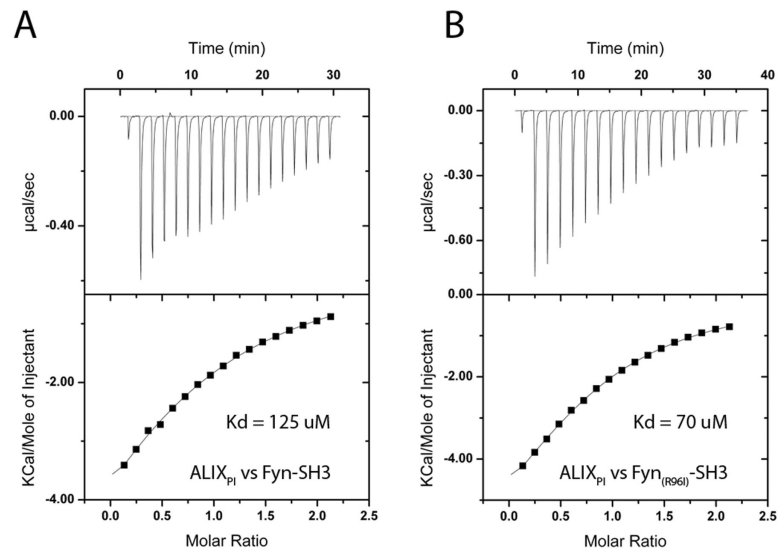 A
Time (min)
0 10 20 30
0.00
-0.40
µcal/sec
-2.00
-4.00
KCal/Mole of Injectant
Kd = 125 uM
ALIXPI vs Fyn-SH3
0.0 0.5 1.0 1.5 2.0 2.5
Molar Ratio
B
Time (min)
0 10 20 30 40
0.00
-0.30
-0.60
µcal/sec
0.00
-2.00
-4.00
KCal/Mole of Injectant
Kd = 70 uM
ALIXPI vs Fyn(R96I)-SH3
0.0 0.5 1.0 1.5 2.0 2.5
Molar Ratio